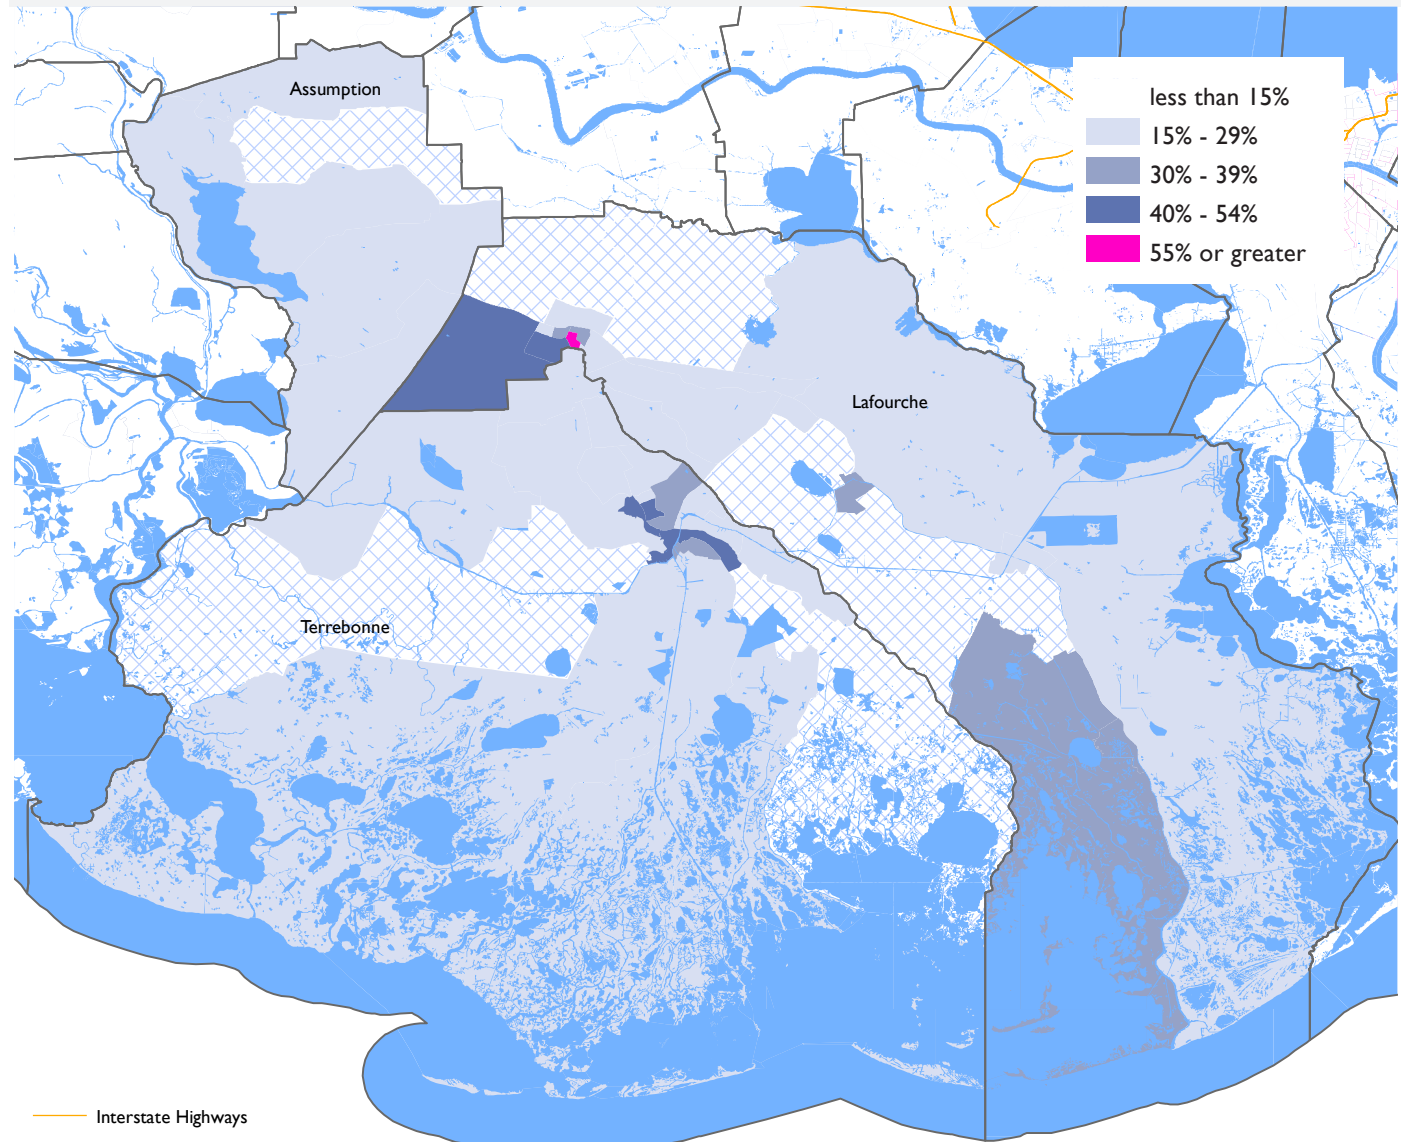 Assumption
less than 15%
15% - 29%
30% - 39%
40% - 54%
55% or greater
Lafourche
Terrebonne
Interstate Highways